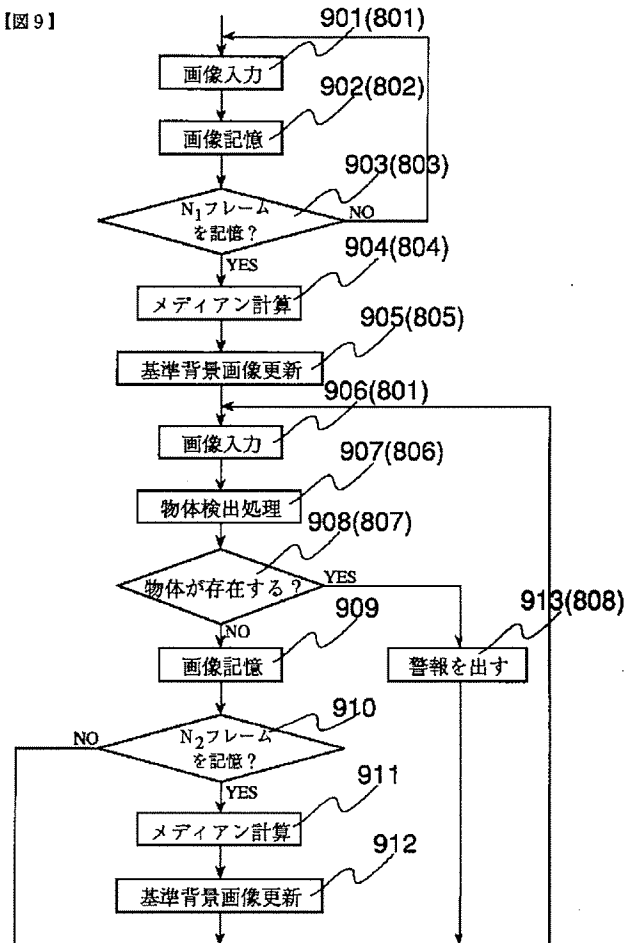 【図9】
901(801)
画像入力
902(802)
画像記憶
903(803)
N₁フレーム
を記憶？
NO
YES
904(804)
メディアン計算
905(805)
基準背景画像更新
906(801)
画像入力
907(806)
物体検出処理
908(807)
物体が存在する？
YES
NO
909
画像記憶
913(808)
警報を出す
910
NO
N₂フレーム
を記憶？
YES
911
メディアン計算
912
基準背景画像更新